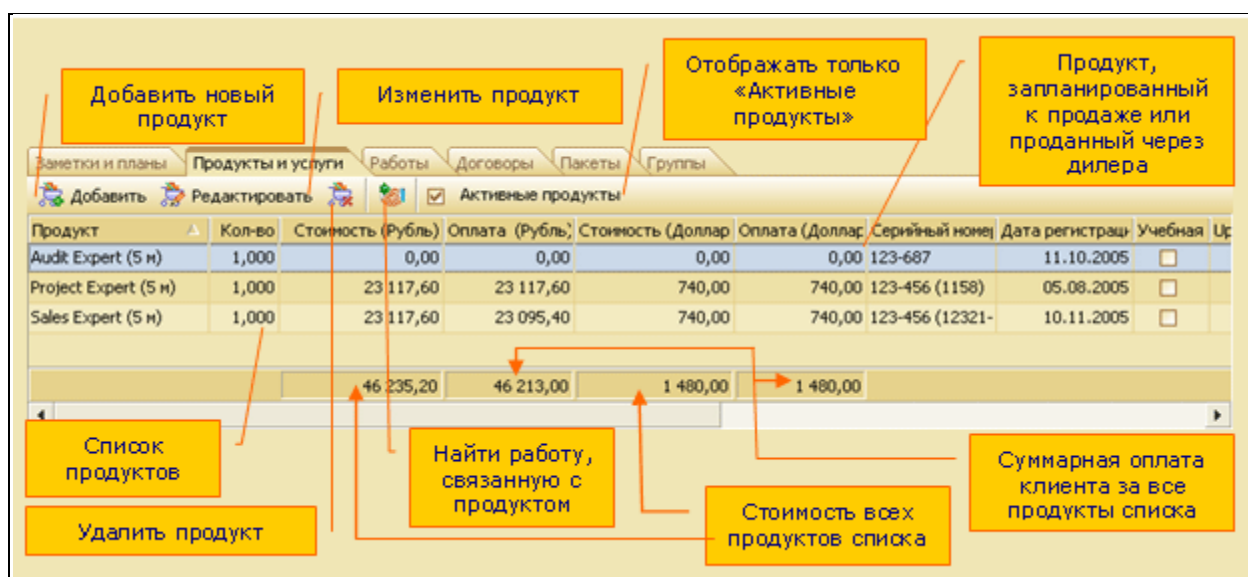 Отображать только
«Активные
продукты»
Продукт,
запланированный
к продаже или
проданный через
дилера
Добавить новый
продукт
Изменить продукт
Заметки и планы Продукты и услуги Работы Договоры Пакеты Группы
Добавить Редактировать Активные продукты
Продукт Кол-во Стоимость (Рубль) Оплата (Рубль) Стоимость (Доллар Оплата (Доллар Серийный номер Дата регистраци Учебная Up
Audit Expert (5 м) 1,000 0,00 0,00 0,00 0,00 123-687 11.10.2005
Project Expert (5 м) 1,000 23 117,60 23 117,60 740,00 740,00 123-456 (1158) 05.08.2005
Sales Expert (5 м) 1,000 23 117,60 23 095,40 740,00 740,00 123-456 (12321- 10.11.2005
46 235,20 46 213,00 1 480,00 1 480,00
Список
продуктов
Найти работу,
связанную с
продуктом
Суммарная оплата
клиента за все
продукты списка
Удалить продукт
Стоимость всех
продуктов списка